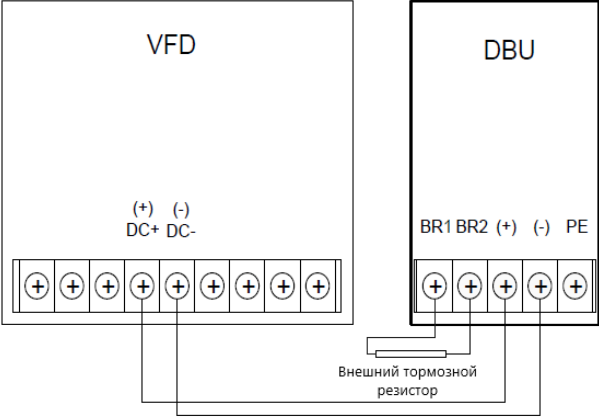 VFD
DBU
(+) (-)
DC+ DC-
BR1 BR2 (+) (-) PE
Внешний тормозной
резистор